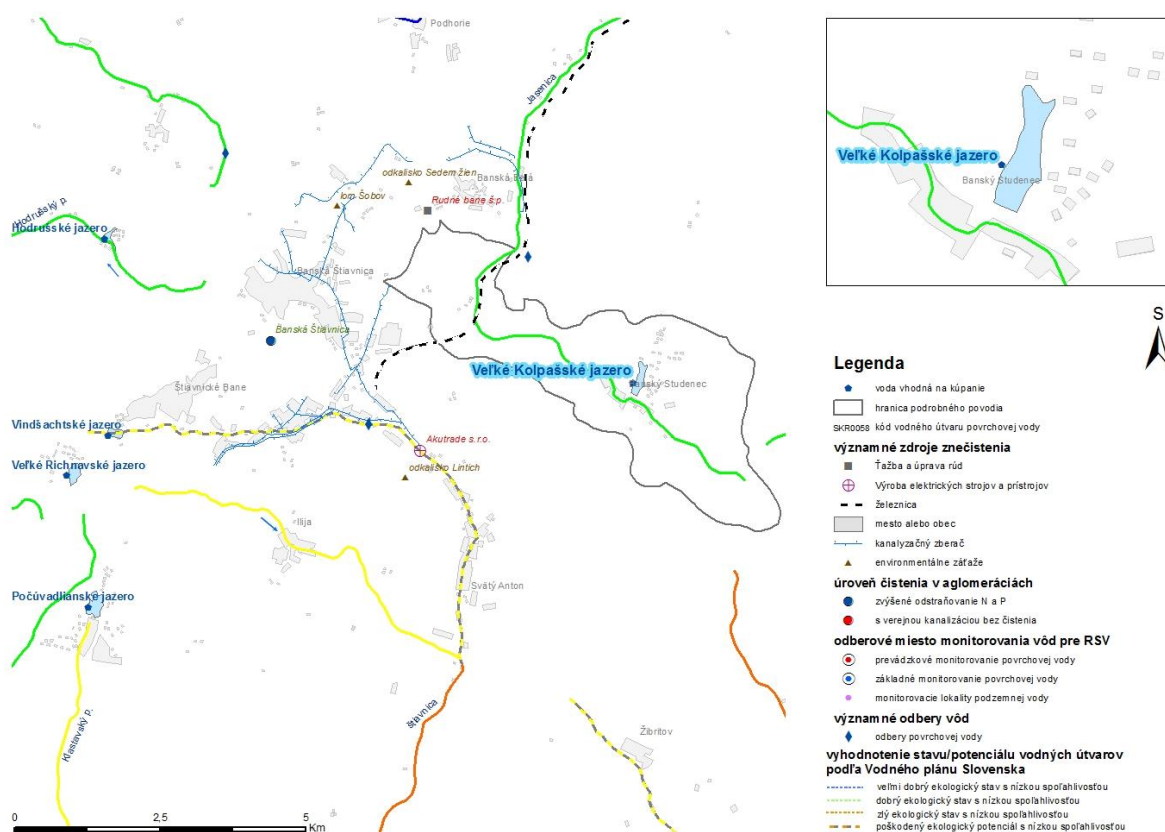 Podhorie
Jasenica
odkalisko Sedem žien
Banská Belá
lom Šobov
Rudné bane š.p.
Hodrušský p.
Hodrušské jazero
Banská Štiavnica
Banská Štiavnica
Veľké Kolpašské jazero
Banský Studenec
Štiavnické Bane
Vindšachtské jazero
Akutrade s.r.o.
Veľké Richnavské jazero
odkalisko Lintich
Ilija
Svätý Anton
Počúvadlianske jazero
Klastavský p.
Štiavnica
Žibritov
0 2,5 5
Km
Veľké Kolpašské jazero
Banský Studenec
S
Legenda
voda vhodná na kúpanie
hranica podrobného povodia
SKR0058 kód vodného útvaru povrchovej vody
významné zdroje znečistenia
Ťažba a úprava rúd
Výroba elektrických strojov a prístrojov
železnica
mesto alebo obec
kanalyzačný zberač
environmentálne záťaže
úroveň čistenia v aglomeráciách
zvýšené odstraňovanie N a P
s verejnou kanalizáciou bez čistenia
odberové miesto monitorovania vôd pre RSV
prevádzkové monitorovanie povrchovej vody
základné monitorovanie povrchovej vody
monitorovacie lokality podzemnej vody
významné odbery vôd
odbery povrchovej vody
vyhodnotenie stavu/potenciálu vodných útvarov
podľa Vodného plánu Slovenska
veľmi dobrý ekologický stav s nízkou spoľahlivosťou
dobrý ekologický stav s nízkou spoľahlivosťou
zlý ekologický stav s nízkou spoľahlivosťou
poškodený ekologický potenciál s nízkou spoľahlivosťou